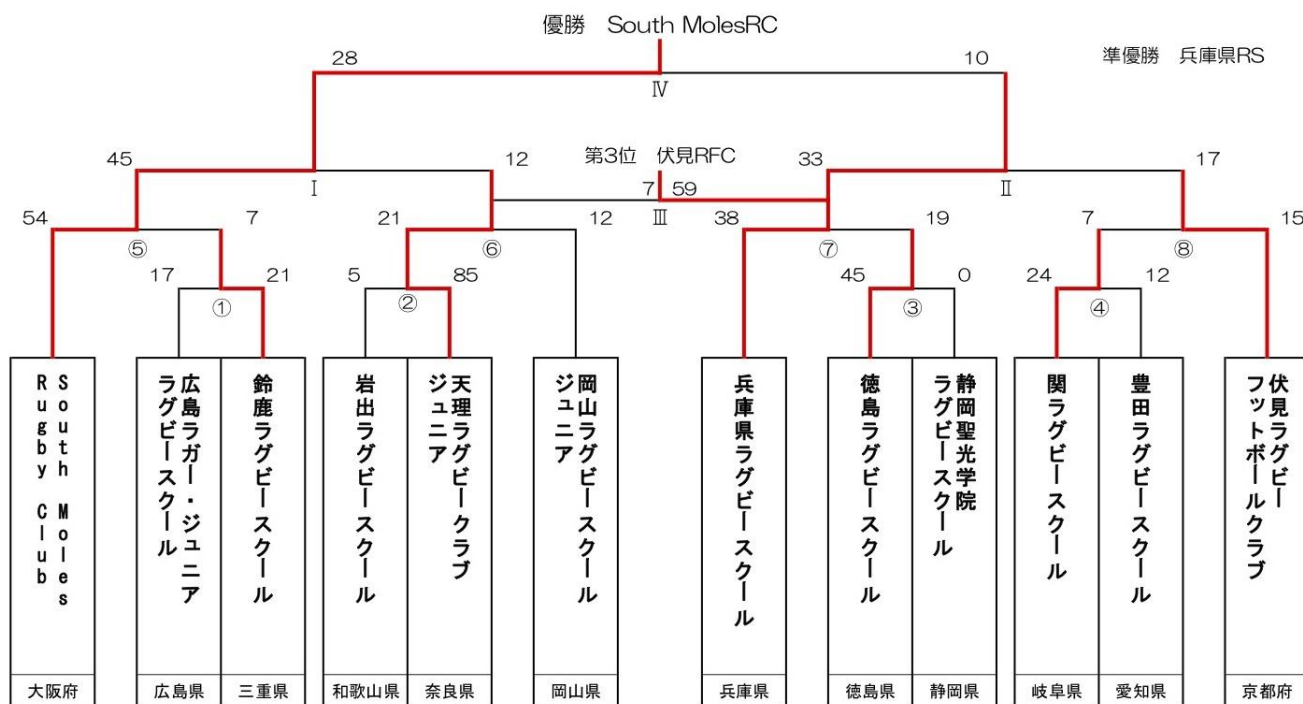 優勝　South MolesRC
準優勝　兵庫県RS
28
10
Ⅳ
45
12
第3位　伏見RFC
33
17
Ⅰ
7
59
Ⅱ
54
7
21
12
Ⅲ
38
19
7
15
⑤
⑥
⑦
⑧
17
21
5
85
45
0
24
12
①
②
③
④
South Moles
Rugby Club
広島ラガー・ジュニア
ラグビースクール
鈴鹿ラグビースクール
岩出ラグビースクール
天理ラグビークラブ
ジュニア
岡山ラグビースクール
ジュニア
兵庫県ラグビースクール
徳島ラグビースクール
静岡聖光学院
ラグビースクール
関ラグビースクール
豊田ラグビースクール
伏見ラグビー
フットボールクラブ
大阪府
広島県
三重県
和歌山県
奈良県
岡山県
兵庫県
徳島県
静岡県
岐阜県
愛知県
京都府